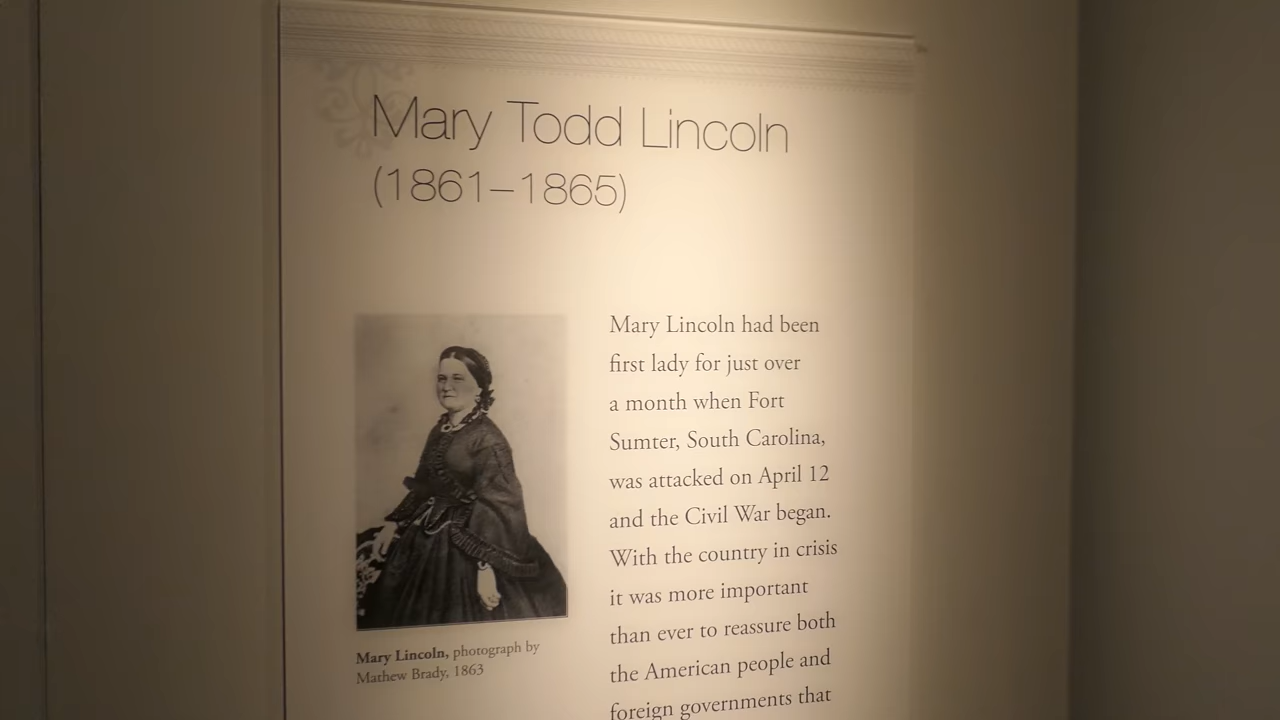 Mary Todd Lincoln
(1861–1865)
Mary Lincoln had been
first lady for just over
a month when Fort
Sumter, South Carolina,
was attacked on April 12
and the Civil War began.
With the country in crisis
it was more important
than ever to reassure both
the American people and
foreign governments that
Mary Lincoln, photograph by
Mathew Brady, 1863